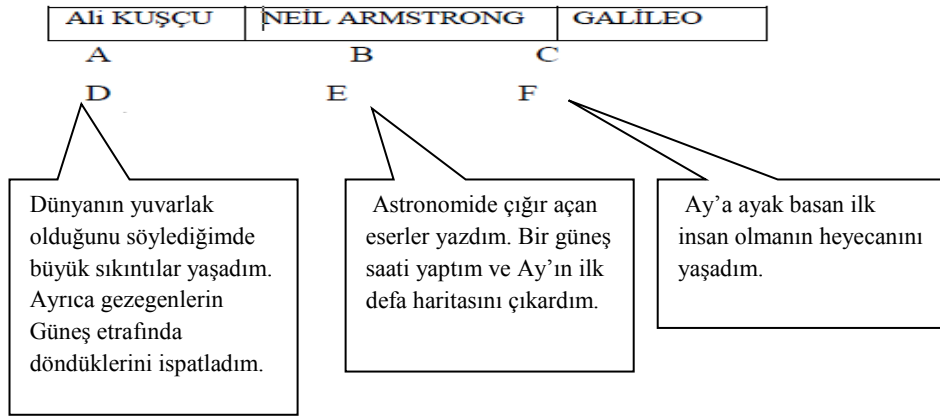 Ali KUŞÇU NEİL ARMSTRONG GALİLEO
A B C
D E F
Dünyanın yuvarlak
olduğunu söylediğimde
büyük sıkıntılar yaşadım.
Ayrıca gezegenlerin
Güneş etrafında
döndüklerini ispatladım.
Astronomide çığır açan
eserler yazdım. Bir güneş
saati yaptım ve Ay’ın ilk
defa haritasını çıkardım.
Ay’a ayak basan ilk
insan olmanın heyecanını
yaşadım.